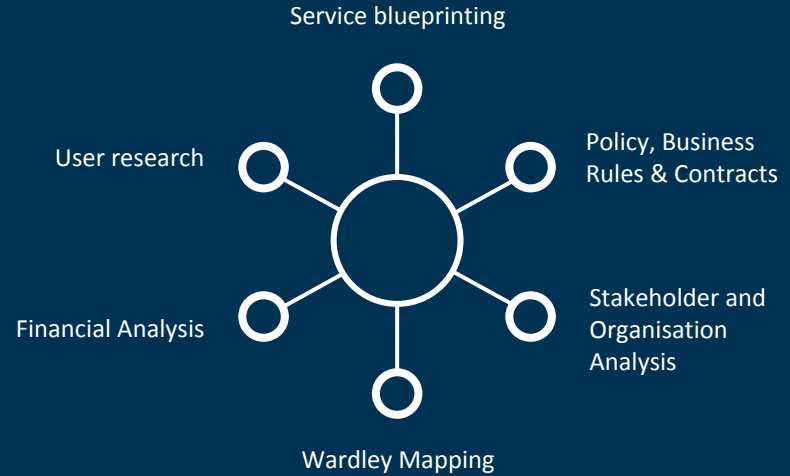 Service blueprinting
User research
Policy, Business
Rules & Contracts
Financial Analysis
Stakeholder and
Organisation
Analysis
Wardley Mapping